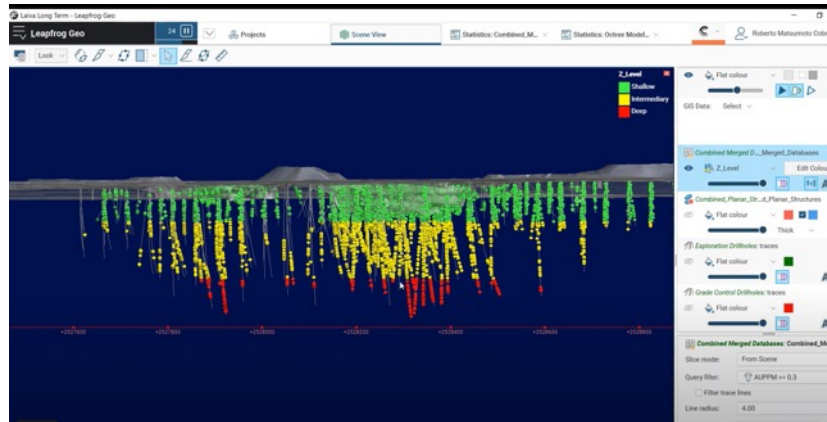 Laiva Long Term - Leapfrog Geo
Leapfrog Geo
24
Projects
Scene View
Statistics: Combined_M...
Statistics: Octree Model...
Roberto Matsumoto Cobr
Look
Z_Level
Shallow
Intermediary
Deep
Flat colour
GIS Data: Select
Combined Merged D..._Merged_Databases
Z_Level
Edit Colou
Combined_Planar_Str...d_Planar_Structures
Flat colour
Thick
Exploration Drillholes: traces
Flat colour
Grade Control Drillholes: traces
Flat colour
+2527600
+2527800
+2528000
+2528200
+2528400
+2528600
+2528800
Combined Merged Databases: Combined_Me
Slice mode: From Scene
Query filter: AUPPM >= 0.3
Filter trace lines
Line radius: 4.00